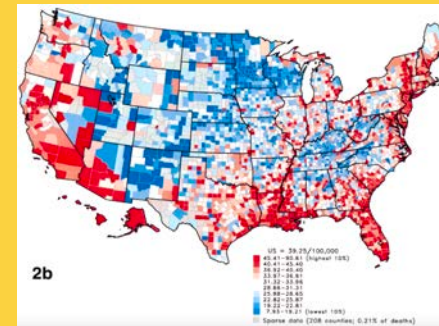 US = 39.25/100,000
(highest 10%)
40.41-45.40
36.92-40.40
33.97-36.91
31.32-33.96
28.66-31.31
25.88-28.65
22.82-25.87
19.22-22.81
7.93-19.21 (lowest 10%)
Sparse data (208 counties; 0.21% of deaths)
2b